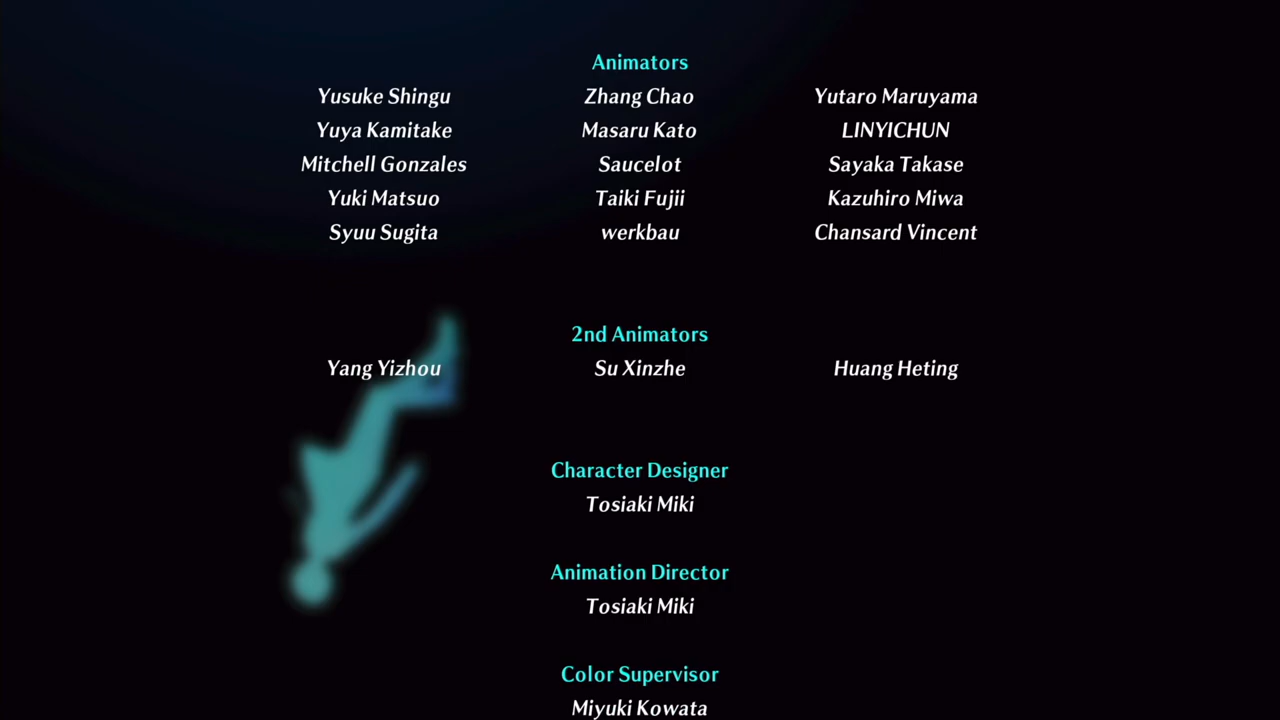 Animators
Yusuke Shingu Zhang Chao Yutaro Maruyama
Yuya Kamitake Masaru Kato LINYICHUN
Mitchell Gonzales Saucelot Sayaka Takase
Yuki Matsuo Taiki Fujii Kazuhiro Miwa
Syuu Sugita werkbau Chansard Vincent
2nd Animators
Yang Yizhou Su Xinzhe Huang Heting
Character Designer
Tosiaki Miki
Animation Director
Tosiaki Miki
Color Supervisor
Miyuki Kowata